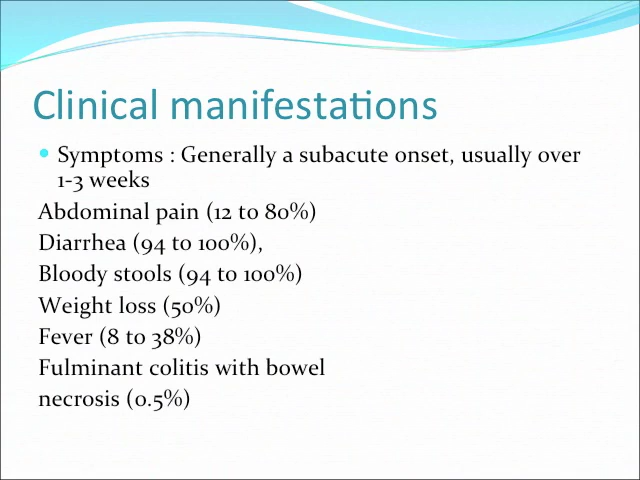 Clinical manifestations
Symptoms : Generally a subacute onset, usually over
1-3 weeks
Abdominal pain (12 to 80%)
Diarrhea (94 to 100%),
Bloody stools (94 to 100%)
Weight loss (50%)
Fever (8 to 38%)
Fulminant colitis with bowel
necrosis (0.5%)